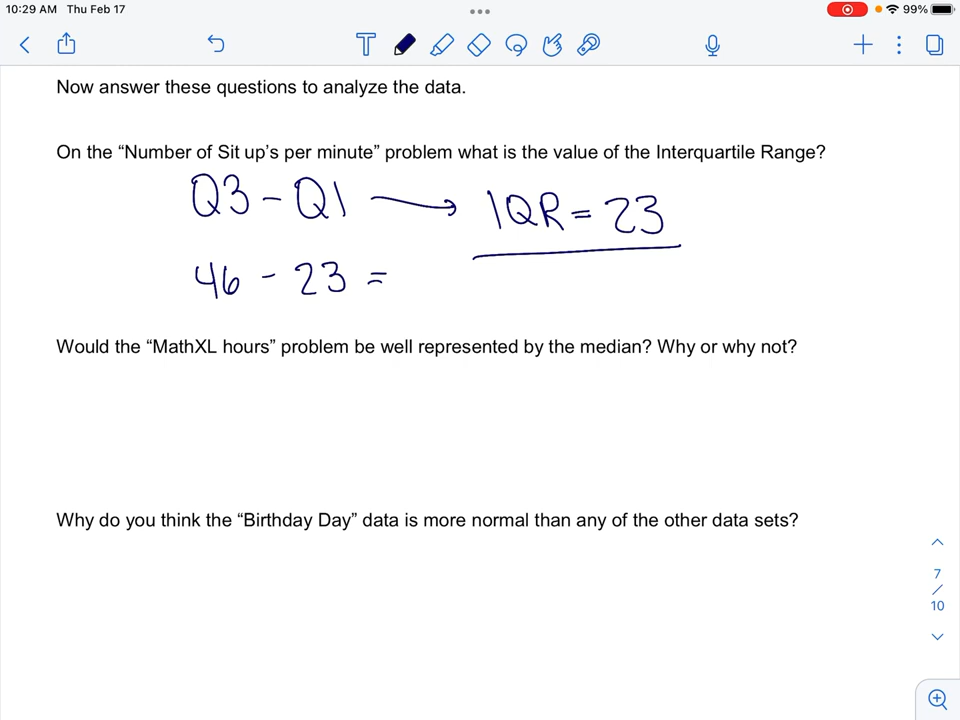 10:29 AM Thu Feb 17 99%
T
Now answer these questions to analyze the data.
On the “Number of Sit up’s per minute” problem what is the value of the Interquartile Range?
Q3 – Q1 → IQR = 23
46 – 23 =
Would the “MathXL hours” problem be well represented by the median? Why or why not?
Why do you think the “Birthday Day” data is more normal than any of the other data sets?
7
/
10